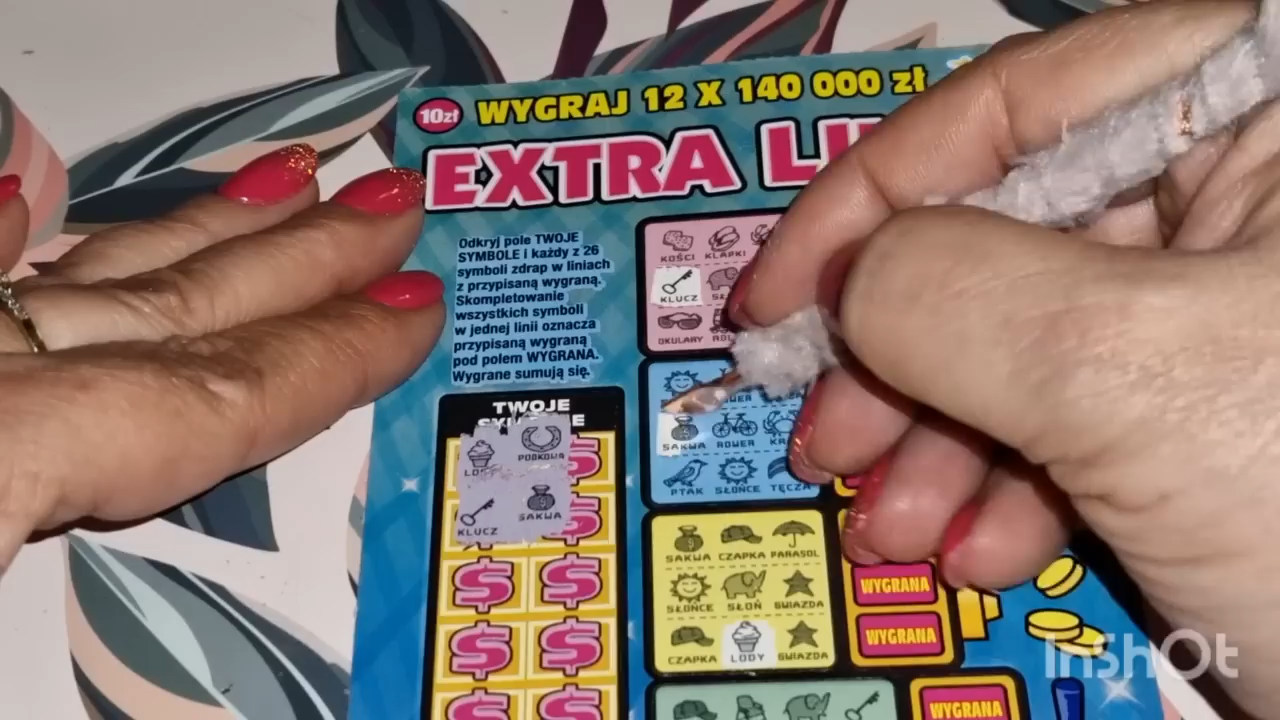 10zł WYGRAJ 12 X 140 000 zł
EXTRA
Odkryj pole TWOJE
SYMBOLE i każdy z 26
symboli zdrap w liniach
z przypisaną wygraną.
Skompletowanie
wszystkich symboli
w jednej linii oznacza
przypisaną wygraną
pod polem WYGRANA.
Wygrane sumują się.
TWOJE
PODKOWA
KLUCZ SAKWA
KOŚCI KLAPKI
KLUCZ
OKULARY
SAKWA ROWER
PTAK SŁOŃCE TĘCZA
SAKWA CZAPKA PARASOL
SŁOŃCE SŁOŃ GWIAZDA
CZAPKA LODY GWIAZDA
WYGRANA
WYGRANA
WYGRANA
InShOt